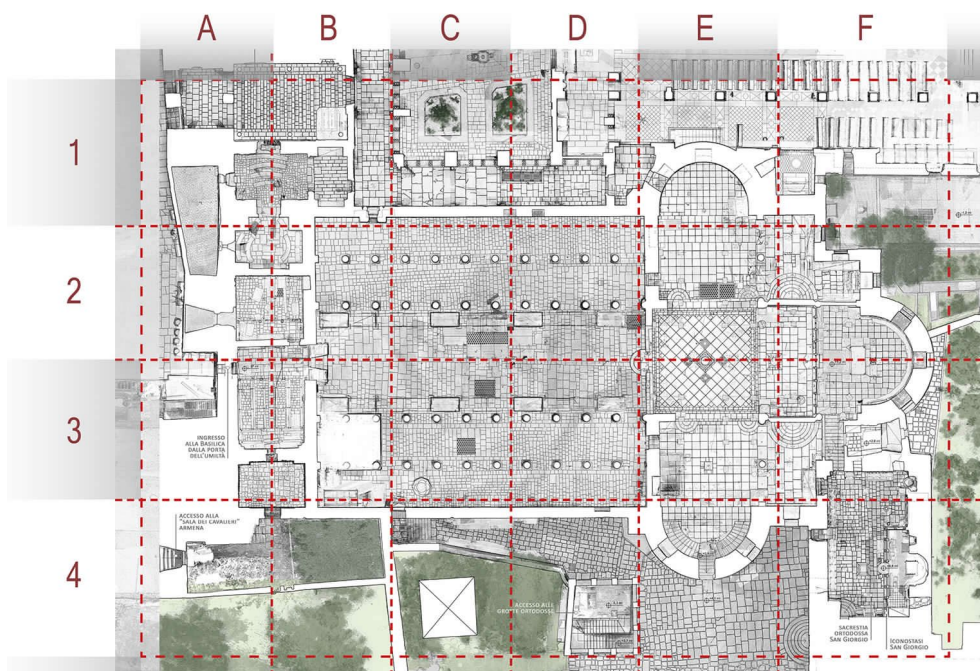 A B C D E F
1
2
3
4
INGRESSO
ALLA BASILICA
DALLA PORTA
DELL'UMILTÀ
ACCESSO ALLA
"SALA DEI CAVALIERI"
ARMENA
ACCESSO ALLE
GROTTE ORTODOSSE
SACRESTIA
ORTODOSSA
SAN GIORGIO
ICONOSTASI
SAN GIORGIO